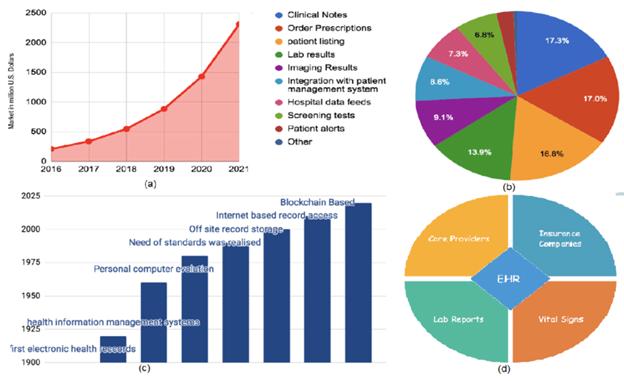 2500
2000
1500
1000
500
0
Market in million U.S. Dollars
2016 2017 2018 2019 2020 2021
(a)
Clinical Notes
Order Prescriptions
patient listing
Lab results
Imaging Results
Integration with patient
management system
Hospital data feeds
Screening tests
Patient alerts
Other
17.3%
17.0%
16.6%
13.9%
9.1%
8.6%
7.3%
6.8%
(b)
2025
2000
1975
1950
1925
1900
Blockchain Based
Internet based record access
Off site record storage
Need of standards was realised
Personal computer evolution
health information management systems
first electronic health reecords
(c)
Care Providers
Insurance
Companies
EHR
Lab Reports
Vital Signs
(d)